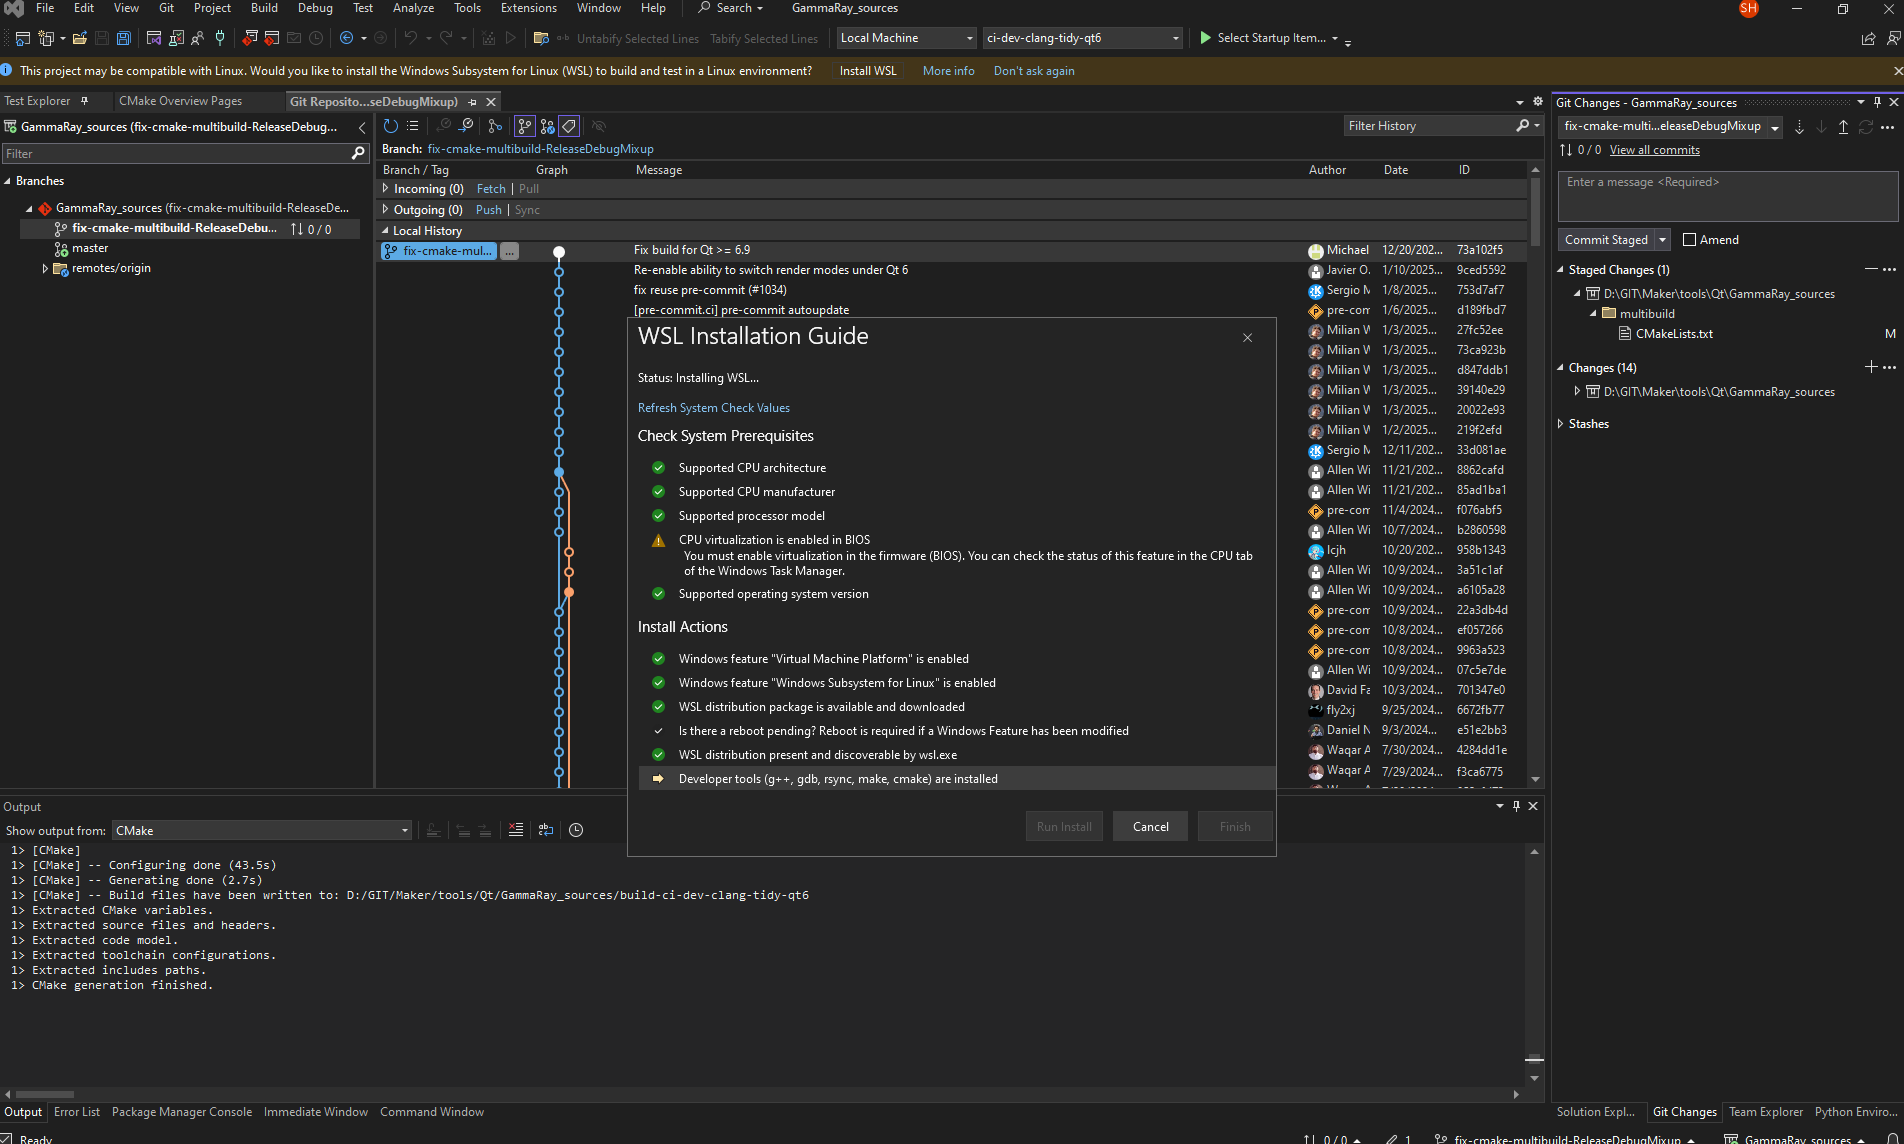 File Edit View Git Project Build Debug Test Analyze Tools Extensions Window Help Search GammaRay_sources SH
Untabify Selected Lines Tabify Selected Lines Local Machine ci-dev-clang-tidy-qt6 Select Startup Item...
This project may be compatible with Linux. Would you like to install the Windows Subsystem for Linux (WSL) to build and test in a Linux environment? Install WSL More info Don't ask again
Test Explorer CMake Overview Pages Git Reposito...seDebugMixup)
GammaRay_sources (fix-cmake-multibuild-ReleaseDebug...
Filter
Branches
GammaRay_sources (fix-cmake-multibuild-ReleaseDe...
fix-cmake-multibuild-ReleaseDebu... 0 / 0
master
remotes/origin
Filter History
Branch: fix-cmake-multibuild-ReleaseDebugMixup
Branch / Tag Graph Message Author Date ID
Incoming (0) Fetch | Pull
Outgoing (0) Push | Sync
Local History
fix-cmake-mul... ... Fix build for Qt >= 6.9 Michael 12/20/202... 73a102f5
Re-enable ability to switch render modes under Qt 6 Javier O. 1/10/2025... 9ced5592
fix reuse pre-commit (#1034) Sergio M 1/8/2025... 753d7af7
[pre-commit.ci] pre-commit autoupdate pre-com 1/6/2025... d189fbd7
Milian W 1/3/2025... 27fc52ee
Milian W 1/3/2025... 73ca923b
Milian W 1/3/2025... d847ddb1
Milian W 1/3/2025... 39140e29
Milian W 1/3/2025... 20022e93
Milian W 1/2/2025... 219f2efd
Sergio M 12/11/202... 33d081ae
Allen Wi 11/21/202... 8862cafd
Allen Wi 11/21/202... 85ad1ba1
pre-com 11/4/2024... f076abf5
Allen Wi 10/7/2024... b2860598
lcjh 10/20/202... 958b1343
Allen Wi 10/9/2024... 3a51c1af
Allen Wi 10/9/2024... a6105a28
pre-com 10/9/2024... 22a3db4d
pre-com 10/8/2024... ef057266
pre-com 10/8/2024... 9963a523
Allen Wi 10/9/2024... 07c5e7de
David Fa 10/3/2024... 701347e0
fly2xj 9/25/2024... 6672fb77
Daniel N 9/3/2024... e51e2bb3
Waqar A 7/30/2024... 4284dd1e
Waqar A 7/29/2024... f3ca6775
WSL Installation Guide
Status: Installing WSL...
Refresh System Check Values
Check System Prerequisites
Supported CPU architecture
Supported CPU manufacturer
Supported processor model
CPU virtualization is enabled in BIOS
You must enable virtualization in the firmware (BIOS). You can check the status of this feature in the CPU tab
of the Windows Task Manager.
Supported operating system version
Install Actions
Windows feature "Virtual Machine Platform" is enabled
Windows feature "Windows Subsystem for Linux" is enabled
WSL distribution package is available and downloaded
Is there a reboot pending? Reboot is required if a Windows Feature has been modified
WSL distribution present and discoverable by wsl.exe
Developer tools (g++, gdb, rsync, make, cmake) are installed
Run Install Cancel Finish
Git Changes - GammaRay_sources
fix-cmake-multi...eleaseDebugMixup
0 / 0 View all commits
Enter a message <Required>
Commit Staged Amend
Staged Changes (1)
D:\GIT\Maker\tools\Qt\GammaRay_sources
multibuild
CMakeLists.txt M
Changes (14)
D:\GIT\Maker\tools\Qt\GammaRay_sources
Stashes
Output
Show output from: CMake
1> [CMake]
1> [CMake] -- Configuring done (43.5s)
1> [CMake] -- Generating done (2.7s)
1> [CMake] -- Build files have been written to: D:/GIT/Maker/tools/Qt/GammaRay_sources/build-ci-dev-clang-tidy-qt6
1> Extracted CMake variables.
1> Extracted source files and headers.
1> Extracted code model.
1> Extracted toolchain configurations.
1> Extracted includes paths.
1> CMake generation finished.
Output Error List Package Manager Console Immediate Window Command Window
Solution Expl... Git Changes Team Explorer Python Enviro...
Ready 0 / 0 1 fix-cmake-multibuild-ReleaseDebugMixup GammaRay_sources